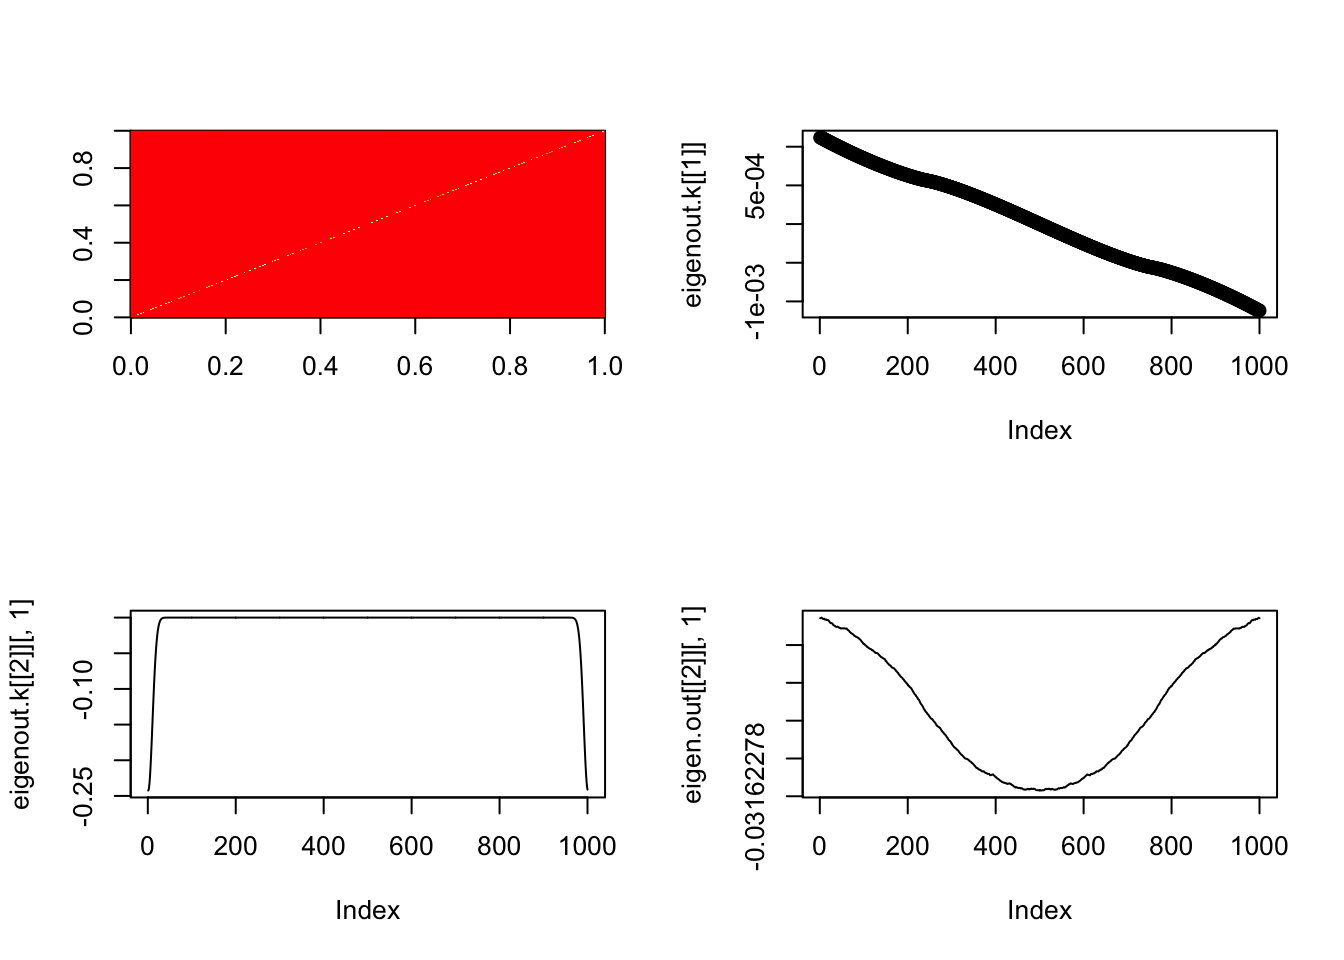 0.0 0.4 0.8
0.0 0.2 0.4 0.6 0.8 1.0
eigenout.k[[1]]
-1e-03 5e-04
0 200 400 600 800 1000
Index
eigenout.k[[2]][, 1]
-0.25 -0.10
0 200 400 600 800 1000
Index
eigen.out[[2]][, 1]
-0.03162278
0 200 400 600 800 1000
Index